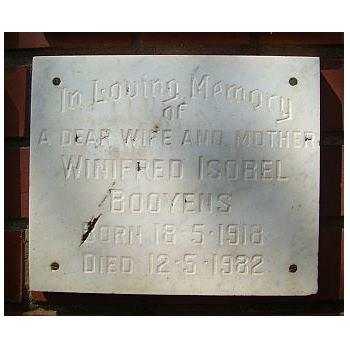 In Loving Memory
of
A DEAR WIFE AND MOTHER
WINIFRED ISOBEL
BOOYENS
BORN 18-5-1918
DIED 12-5-1982